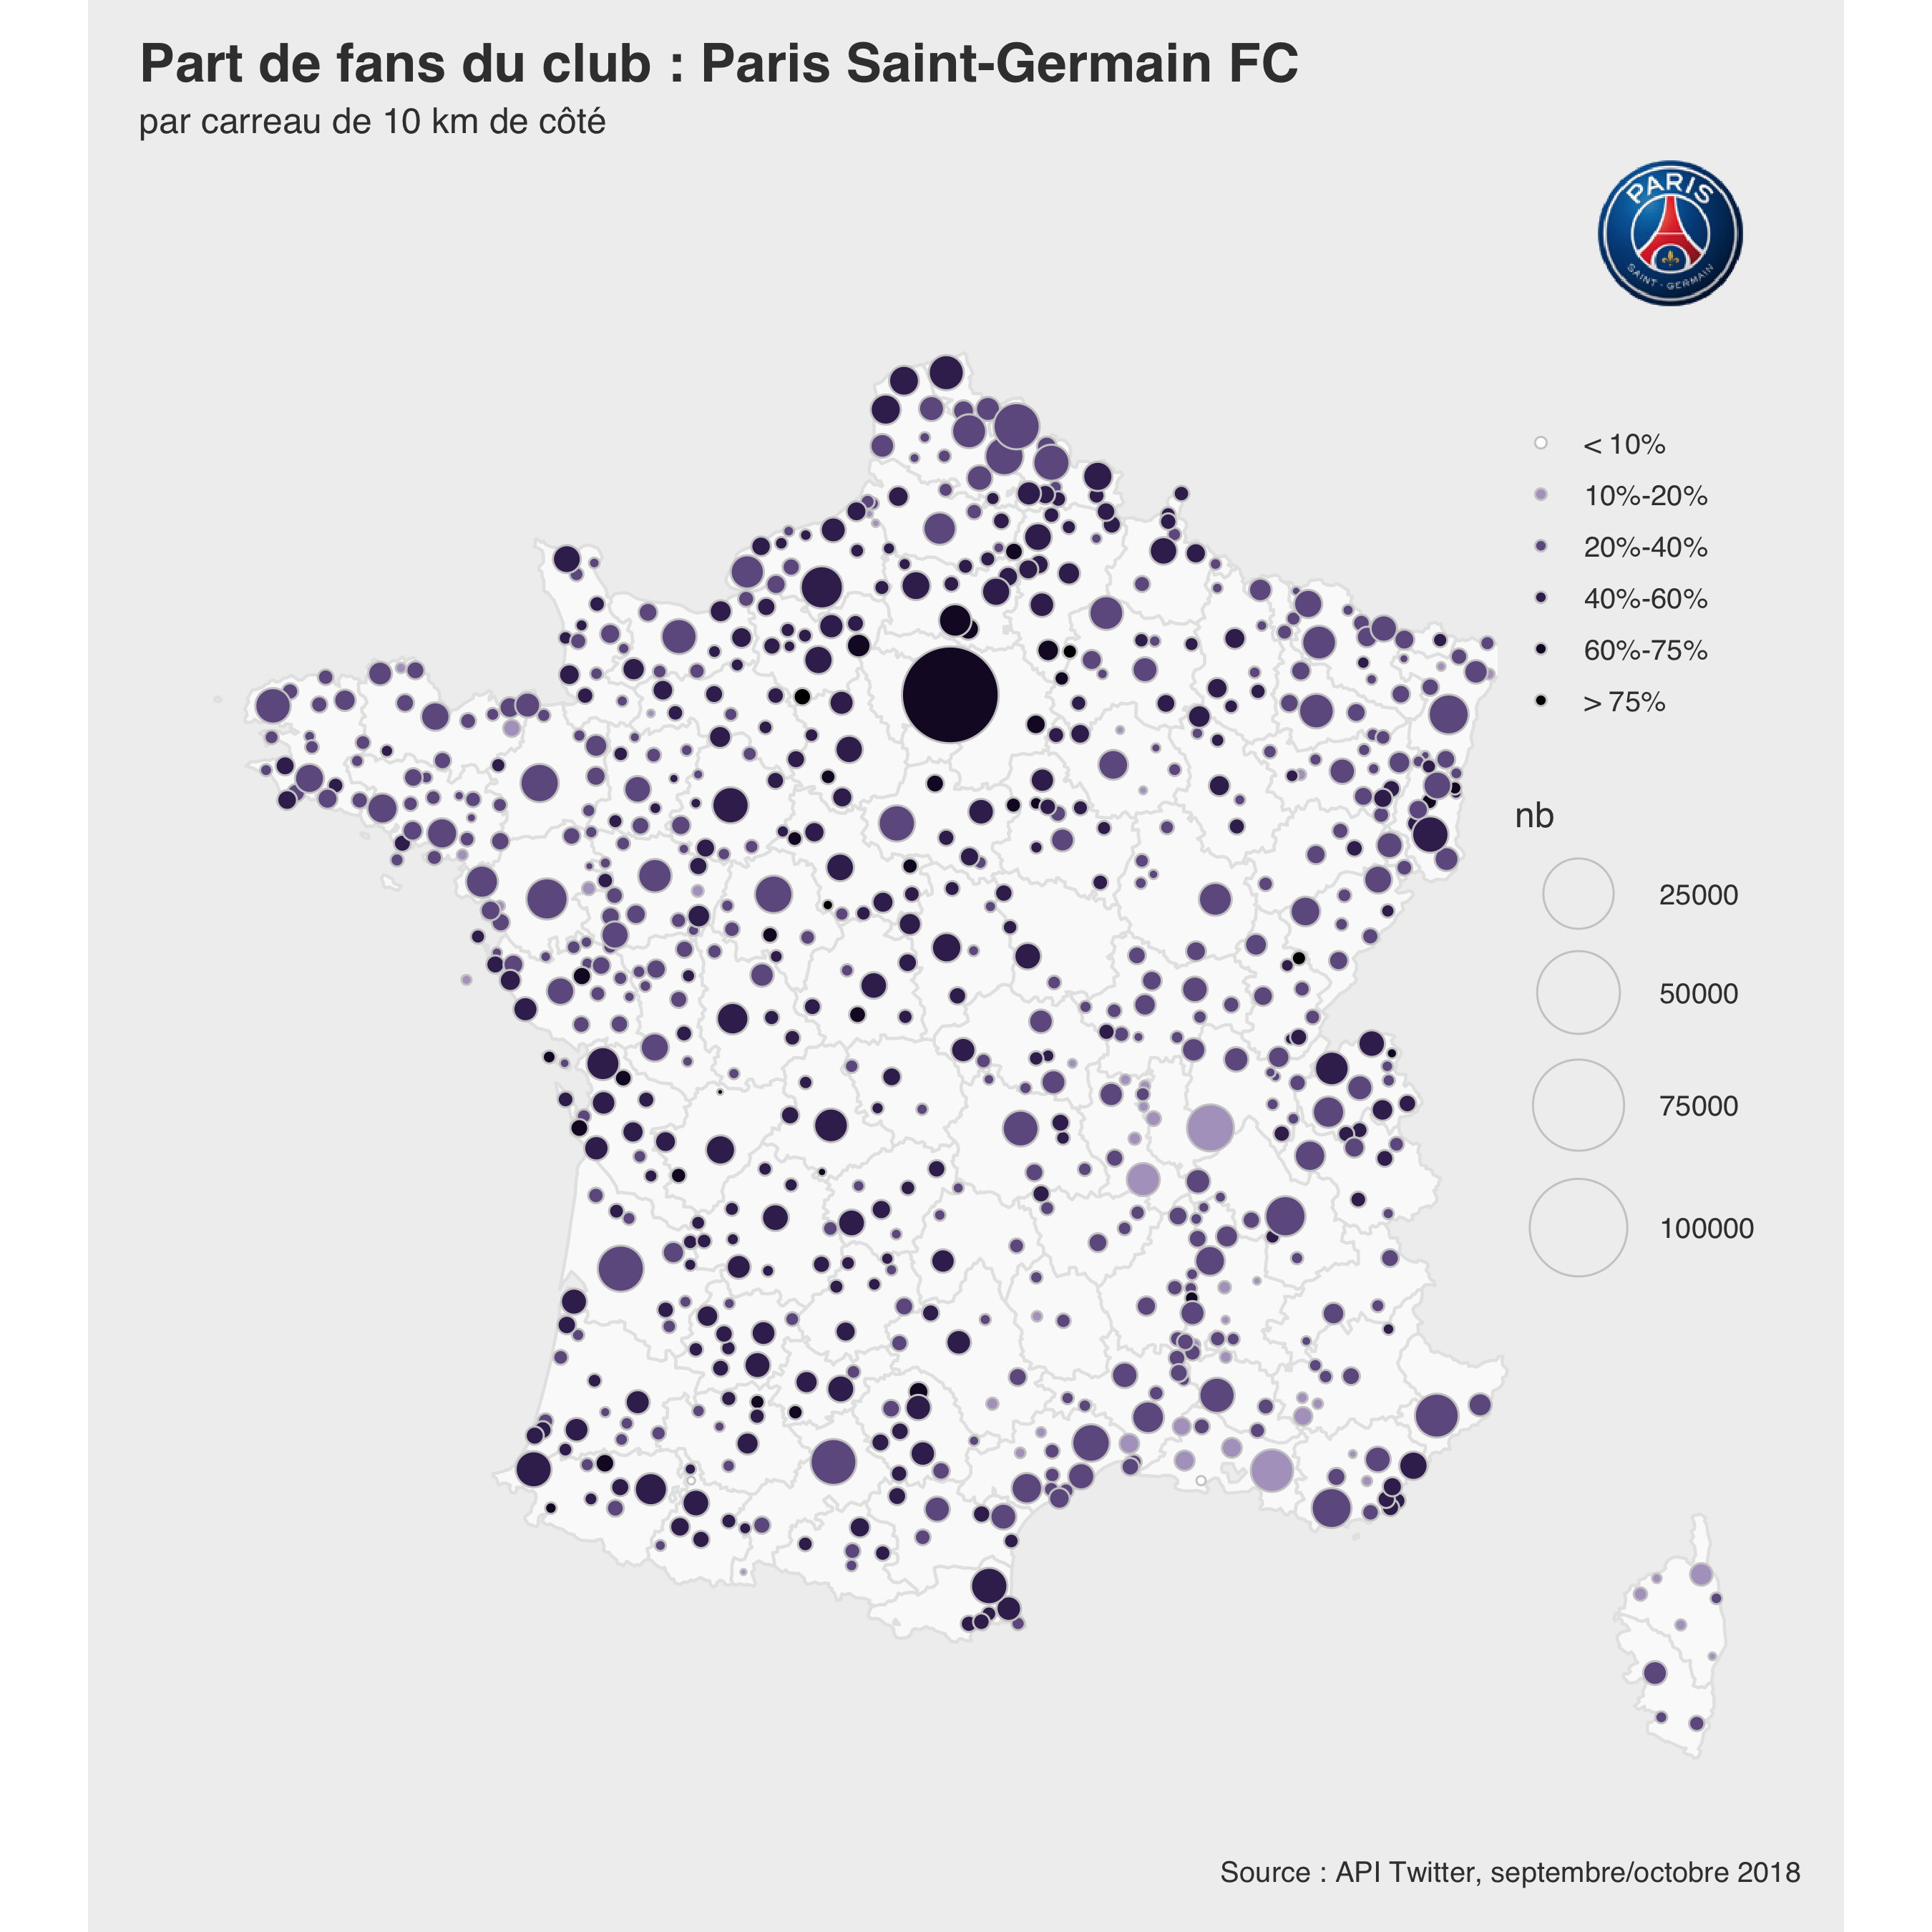 Part de fans du club : Paris Saint-Germain FC
par carreau de 10 km de côté
PARIS
SAINT-GERMAIN
< 10%
10%-20%
20%-40%
40%-60%
60%-75%
> 75%
nb
25000
50000
75000
100000
Source : API Twitter, septembre/octobre 2018